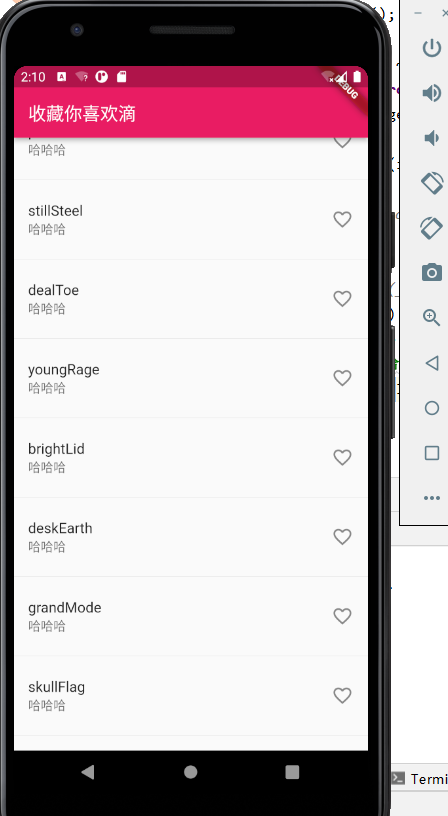 2:10
DEBUG
收藏你喜欢滴
哈哈哈
stillSteel
哈哈哈
dealToe
哈哈哈
youngRage
哈哈哈
brightLid
哈哈哈
deskEarth
哈哈哈
grandMode
哈哈哈
skullFlag
哈哈哈
Termi